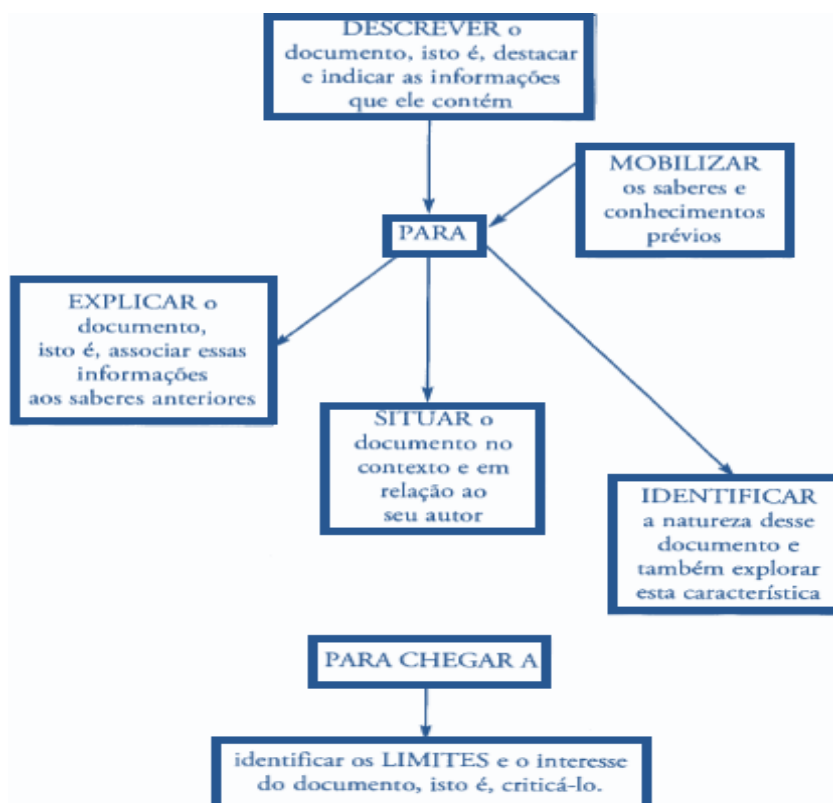 DESCREVER o
documento, isto é, destacar
e indicar as informações
que ele contém
MOBILIZAR
os saberes e
conhecimentos
prévios
PARA
EXPLICAR o
documento,
isto é, associar essas
informações
aos saberes anteriores
SITUAR o
documento no
contexto e em
relação ao
seu autor
IDENTIFICAR
a natureza desse
documento e
também explorar
esta característica
PARA CHEGAR A
identificar os LIMITES e o interesse
do documento, isto é, criticá-lo.